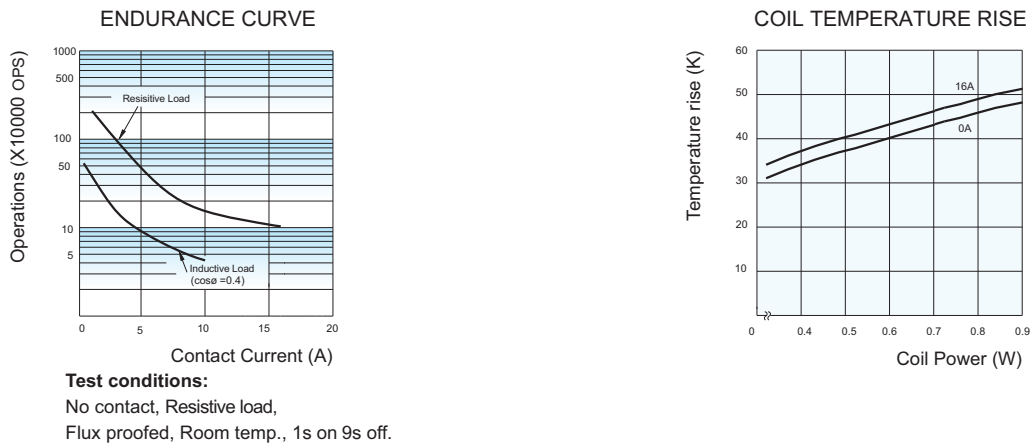 ENDURANCE CURVE
Operations (X10000 OPS)
1000
500
100
50
10
5
Resisitive Load
Inductive Load
(cosø =0.4)
0 5 10 15 20
Contact Current (A)
Test conditions:
No contact, Resistive load,
Flux proofed, Room temp., 1s on 9s off.
COIL TEMPERATURE RISE
Temperature rise (K)
60
50
40
30
20
10
16A
0A
0 0.4 0.5 0.6 0.7 0.8 0.9
Coil Power (W)